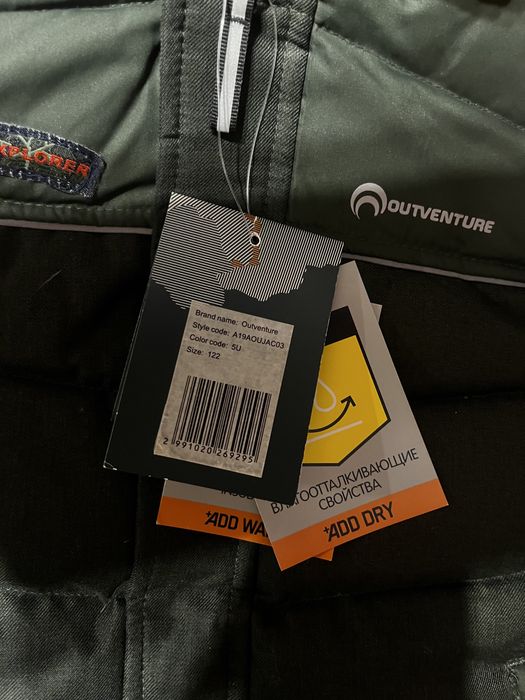 XPLORER
OUTVENTURE
Brand name: Outventure
Style code: A19AOUJAC03
Color code: 5U
Size: 122
2 991020 269295
ВЛАГООТТАЛКИВАЮЩИЕ
СВОЙСТВА
+ADD WA
+ADD DRY